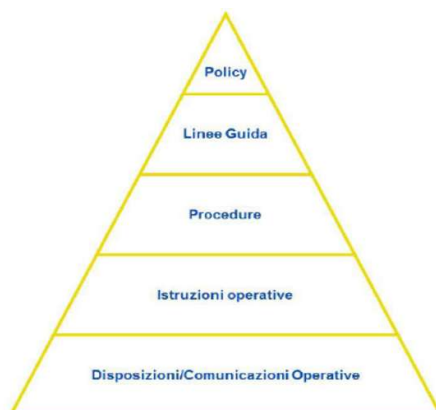 Policy
Linee Guida
Procedure
Istruzioni operative
Disposizioni/Comunicazioni Operative